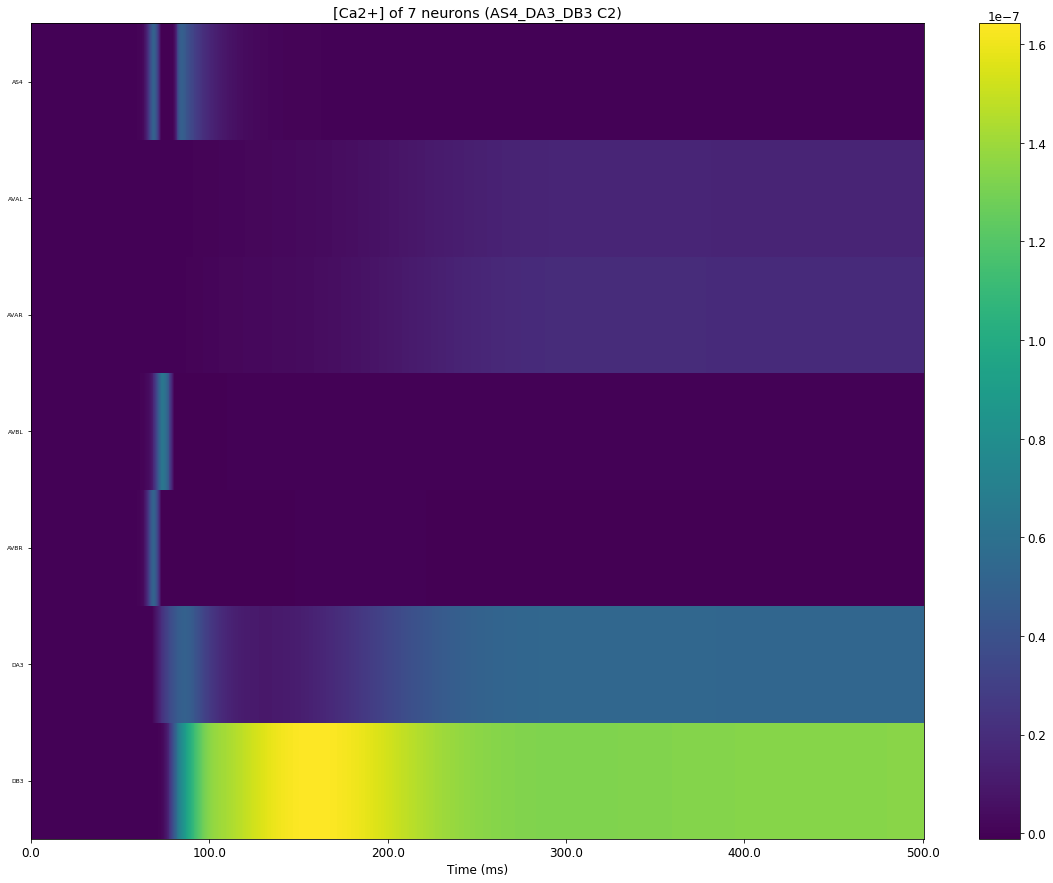 [Ca2+] of 7 neurons (AS4_DA3_DB3 C2)
1e−7
AS4
AVAL
AVAR
AVBL
AVBR
DA3
DB3
0.0 100.0 200.0 300.0 400.0 500.0
Time (ms)
1.6
1.4
1.2
1.0
0.8
0.6
0.4
0.2
0.0